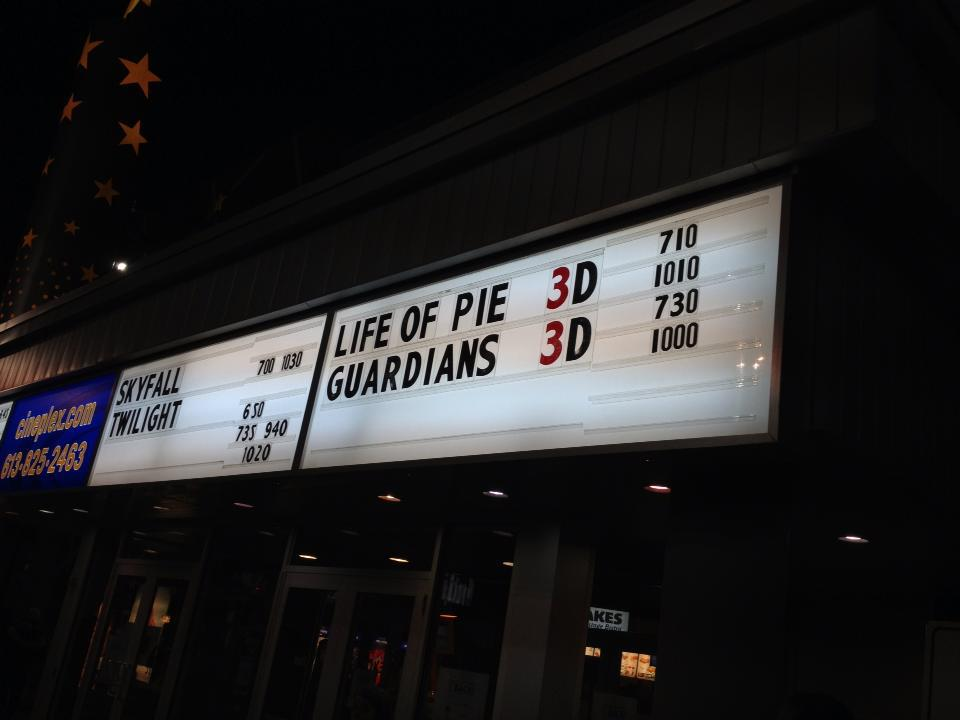 cineplex.com
613-825-2463
SKYFALL 700 1030
TWILIGHT 650
735 940
1020
LIFE OF PIE 3D 710
1010
GUARDIANS 3D 730
1000
AKES